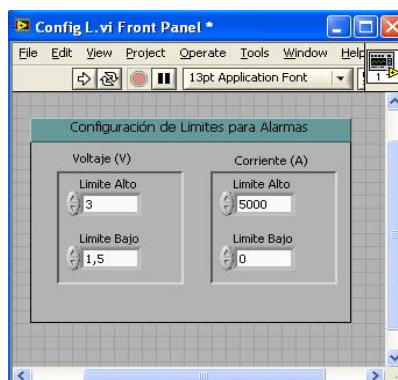 Config L.vi Front Panel *
File Edit View Project Operate Tools Window Help
13pt Application Font
1
Configuración de Limites para Alarmas
Voltaje (V)
Corriente (A)
Limite Alto
Limite Alto
3
5000
Limite Bajo
Limite Bajo
1,5
0